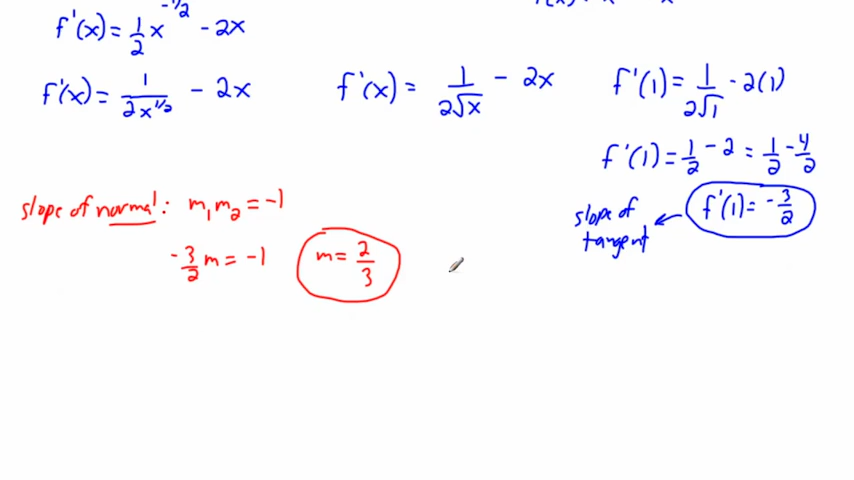 f'(x) = 1/2 x^-1/2 - 2x
f'(x) = 1/(2x^1/2) - 2x
f'(x) = 1/(2√x) - 2x
f'(1) = 1/(2√1) - 2(1)
f'(1) = 1/2 - 2 = 1/2 - 4/2
f'(1) = -3/2
slope of
tangent
slope of normal: m₁m₂ = -1
-3/2 m = -1
m = 2/3